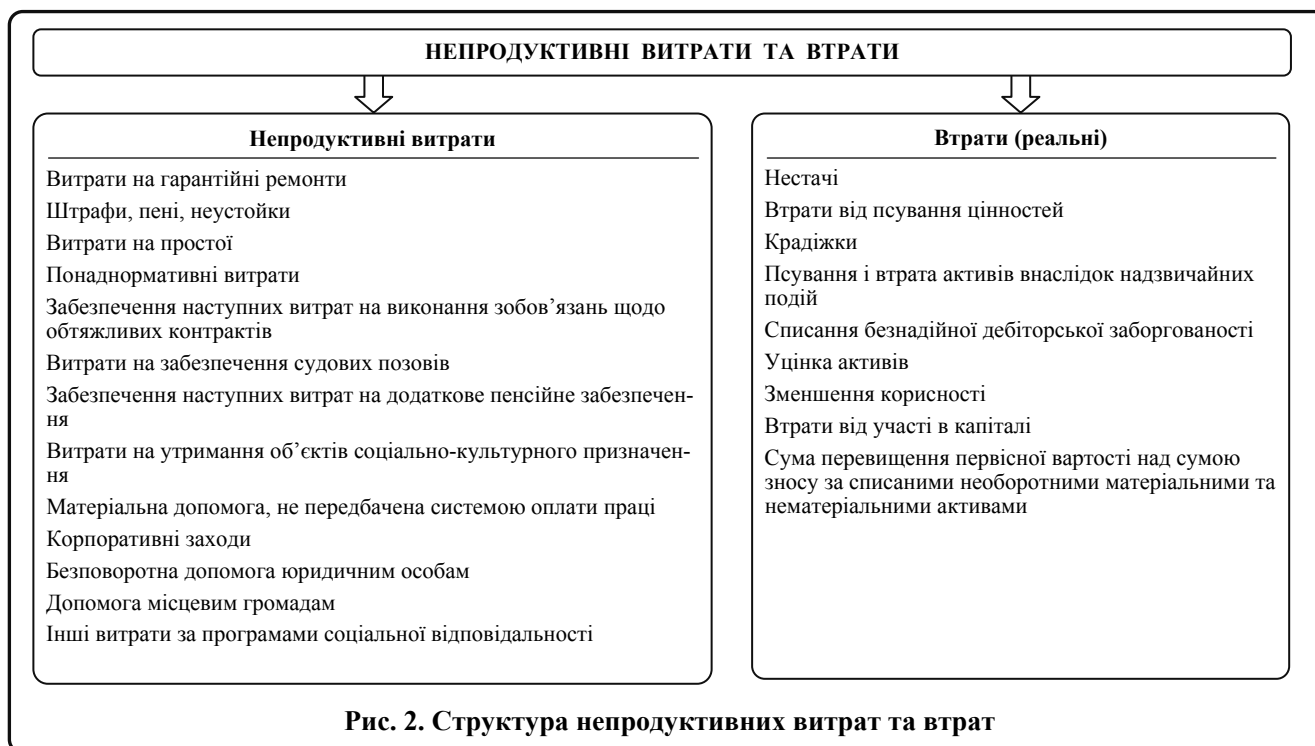 НЕПРОДУКТИВНІ ВИТРАТИ ТА ВТРАТИ
Непродуктивні витрати
Витрати на гарантійні ремонти
Штрафи, пені, неустойки
Витрати на простої
Понаднормативні витрати
Забезпечення наступних витрат на виконання зобов’язань щодо
обтяжливих контрактів
Витрати на забезпечення судових позовів
Забезпечення наступних витрат на додаткове пенсійне забезпечен-
ня
Витрати на утримання об’єктів соціально-культурного призначен-
ня
Матеріальна допомога, не передбачена системою оплати праці
Корпоративні заходи
Безповоротна допомога юридичним особам
Допомога місцевим громадам
Інші витрати за програмами соціальної відповідальності
Втрати (реальні)
Нестачі
Втрати від псування цінностей
Крадіжки
Псування і втрата активів внаслідок надзвичайних
подій
Списання безнадійної дебіторської заборгованості
Уцінка активів
Зменшення корисності
Втрати від участі в капіталі
Сума перевищення первісної вартості над сумою
зносу за списаними необоротними матеріальними та
нематеріальними активами
Рис. 2. Структура непродуктивних витрат та втрат